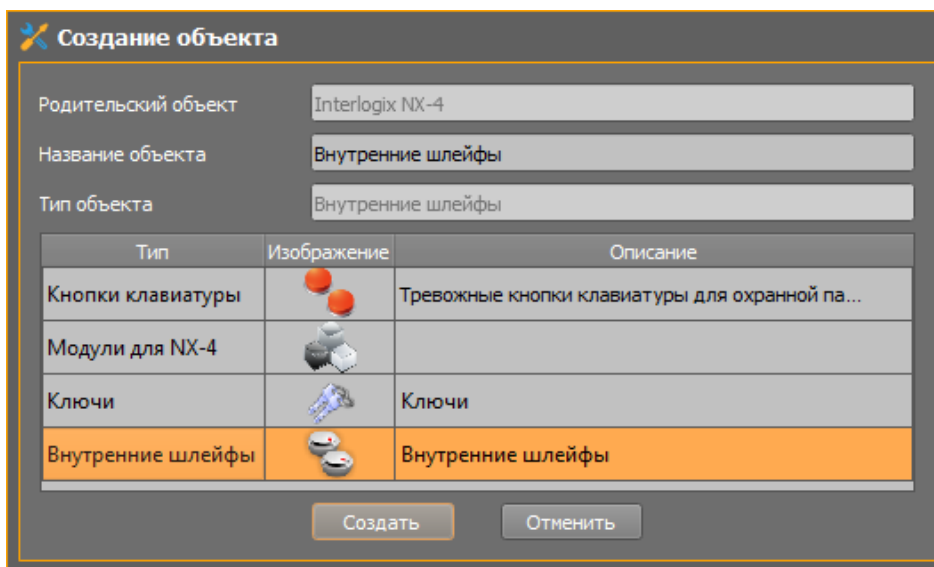 Создание объекта
Родительский объект Interlogix NX-4
Название объекта Внутренние шлейфы
Тип объекта Внутренние шлейфы
Тип Изображение Описание
Кнопки клавиатуры Тревожные кнопки клавиатуры для охранной па...
Модули для NX-4
Ключи Ключи
Внутренние шлейфы Внутренние шлейфы
Создать Отменить